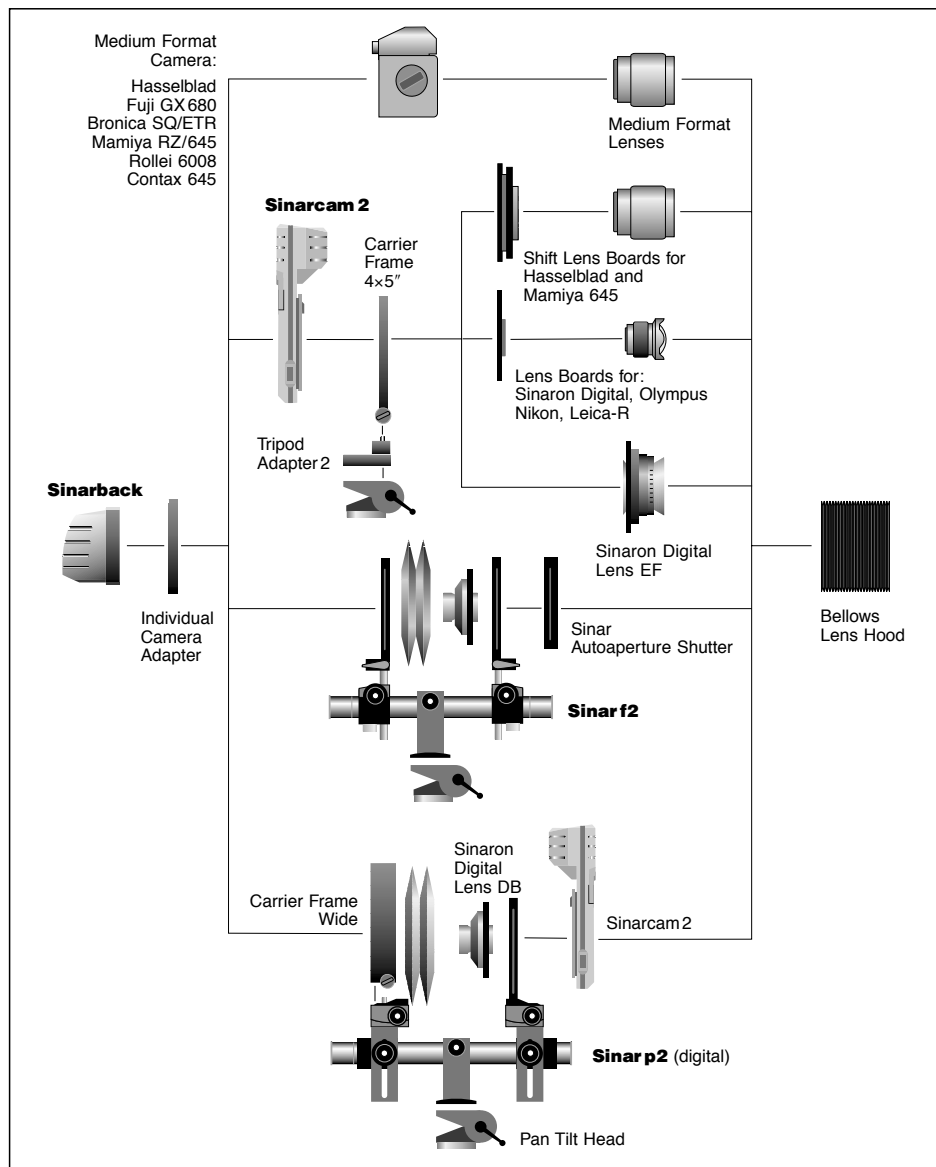 Medium Format
Camera:
Hasselblad
Fuji GX 680
Bronica SQ/ETR
Mamiya RZ/645
Rollei 6008
Contax 645
Medium Format
Lenses
Sinarcam 2
Carrier
Frame
4×5″
Shift Lens Boards for
Hasselblad and
Mamiya 645
Lens Boards for:
Sinaron Digital, Olympus
Nikon, Leica-R
Tripod
Adapter 2
Sinarback
Sinaron Digital
Lens EF
Individual
Camera
Adapter
Sinar
Autoaperture Shutter
Bellows
Lens Hood
Sinar f2
Sinaron
Digital
Lens DB
Carrier Frame
Wide
Sinarcam 2
Sinar p2 (digital)
Pan Tilt Head